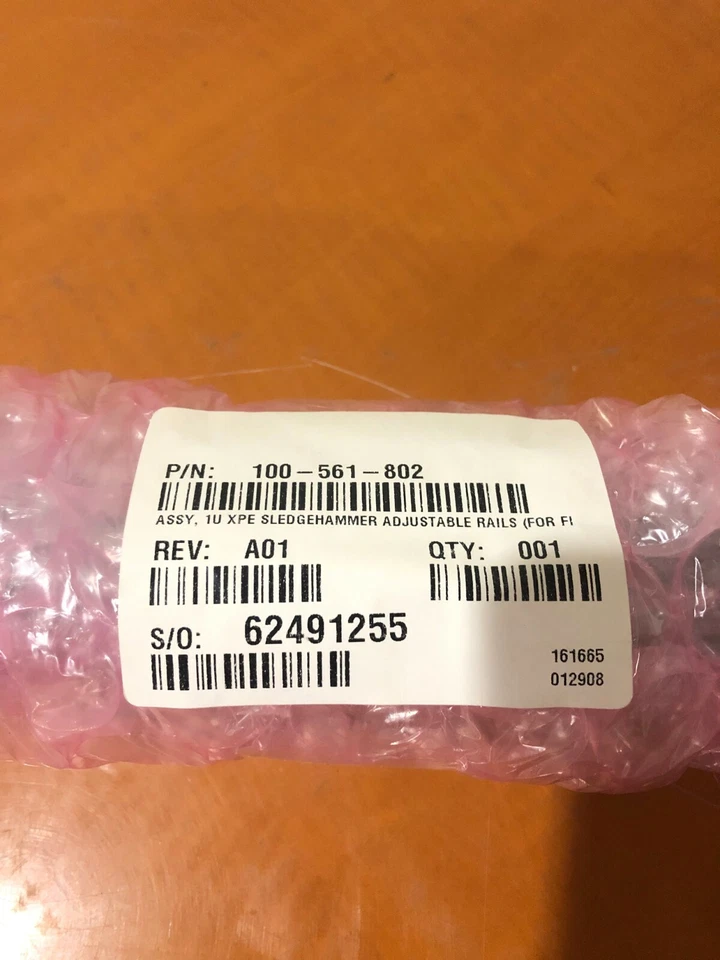 P/N: 100-561-802
ASSY, 1U XPE SLEDGEHAMMER ADJUSTABLE RAILS (FOR
REV: A01 QTY: 001
S/O: 62491255
161665
012908